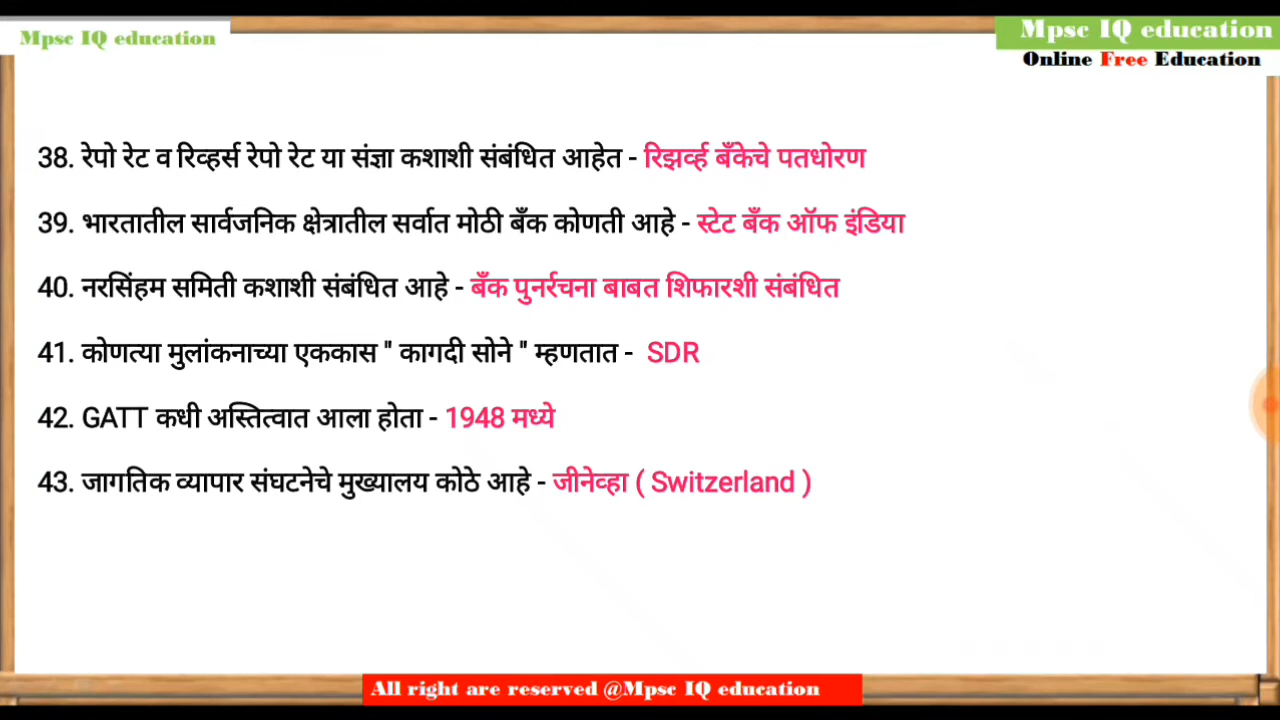 Mpsc IQ education
Mpsc IQ education
Online Free Education
38. रेपो रेट व रिव्हर्स रेपो रेट या संज्ञा कशाशी संबंधित आहेत - रिझर्व्ह बँकेचे पतधोरण
39. भारतातील सार्वजनिक क्षेत्रातील सर्वात मोठी बँक कोणती आहे - स्टेट बँक ऑफ इंडिया
40. नरसिंहम समिती कशाशी संबंधित आहे - बँक पुनर्रचना बाबत शिफारशी संबंधित
41. कोणत्या मुलांकनाच्या एककास " कागदी सोने " म्हणतात - SDR
42. GATT कधी अस्तित्वात आला होता - 1948 मध्ये
43. जागतिक व्यापार संघटनेचे मुख्यालय कोठे आहे - जीनेव्हा ( Switzerland )
All right are reserved @Mpsc IQ education